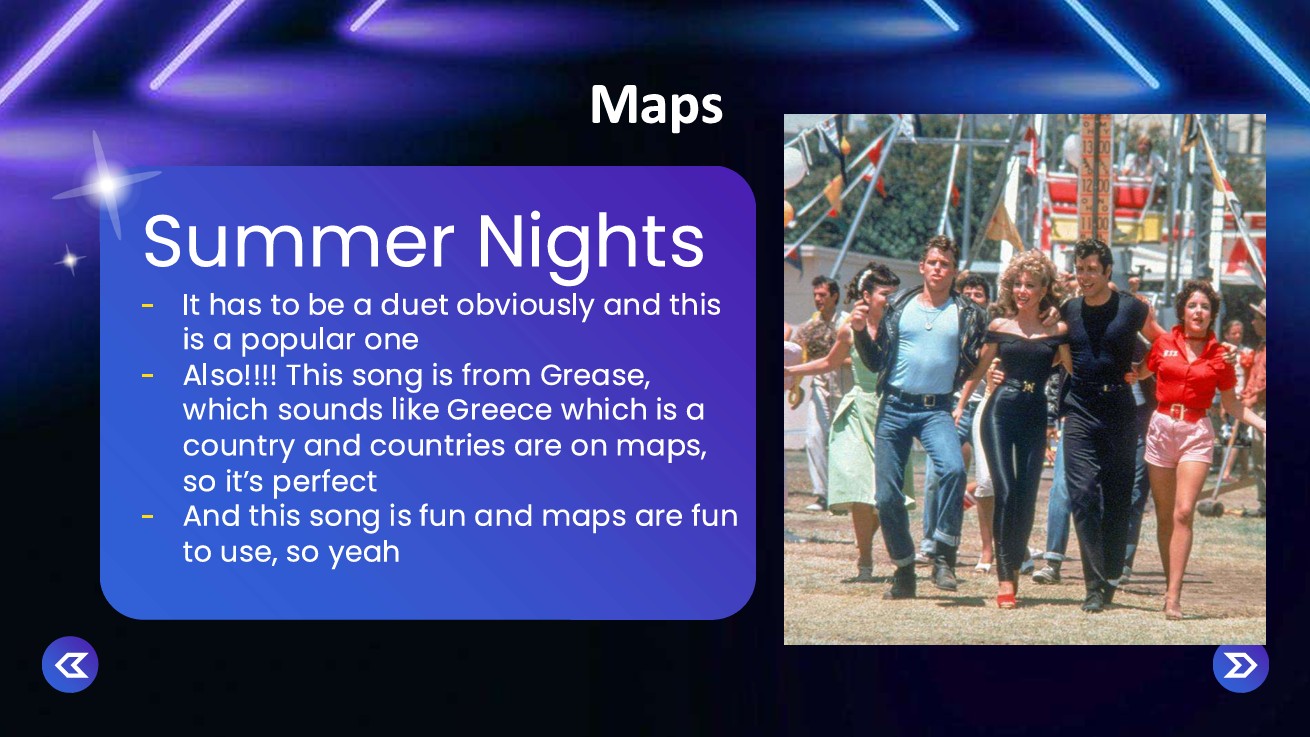 Maps
Summer Nights
- It has to be a duet obviously and this
is a popular one
- Also!!!! This song is from Grease,
which sounds like Greece which is a
country and countries are on maps,
so it's perfect
- And this song is fun and maps are fun
to use, so yeah